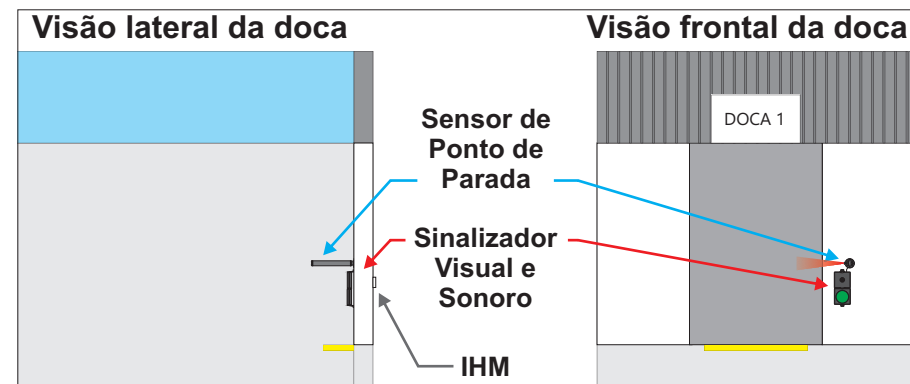 Visão lateral da doca
Visão frontal da doca
DOCA 1
Sensor de
Ponto de
Parada
Sinalizador
Visual e
Sonoro
IHM